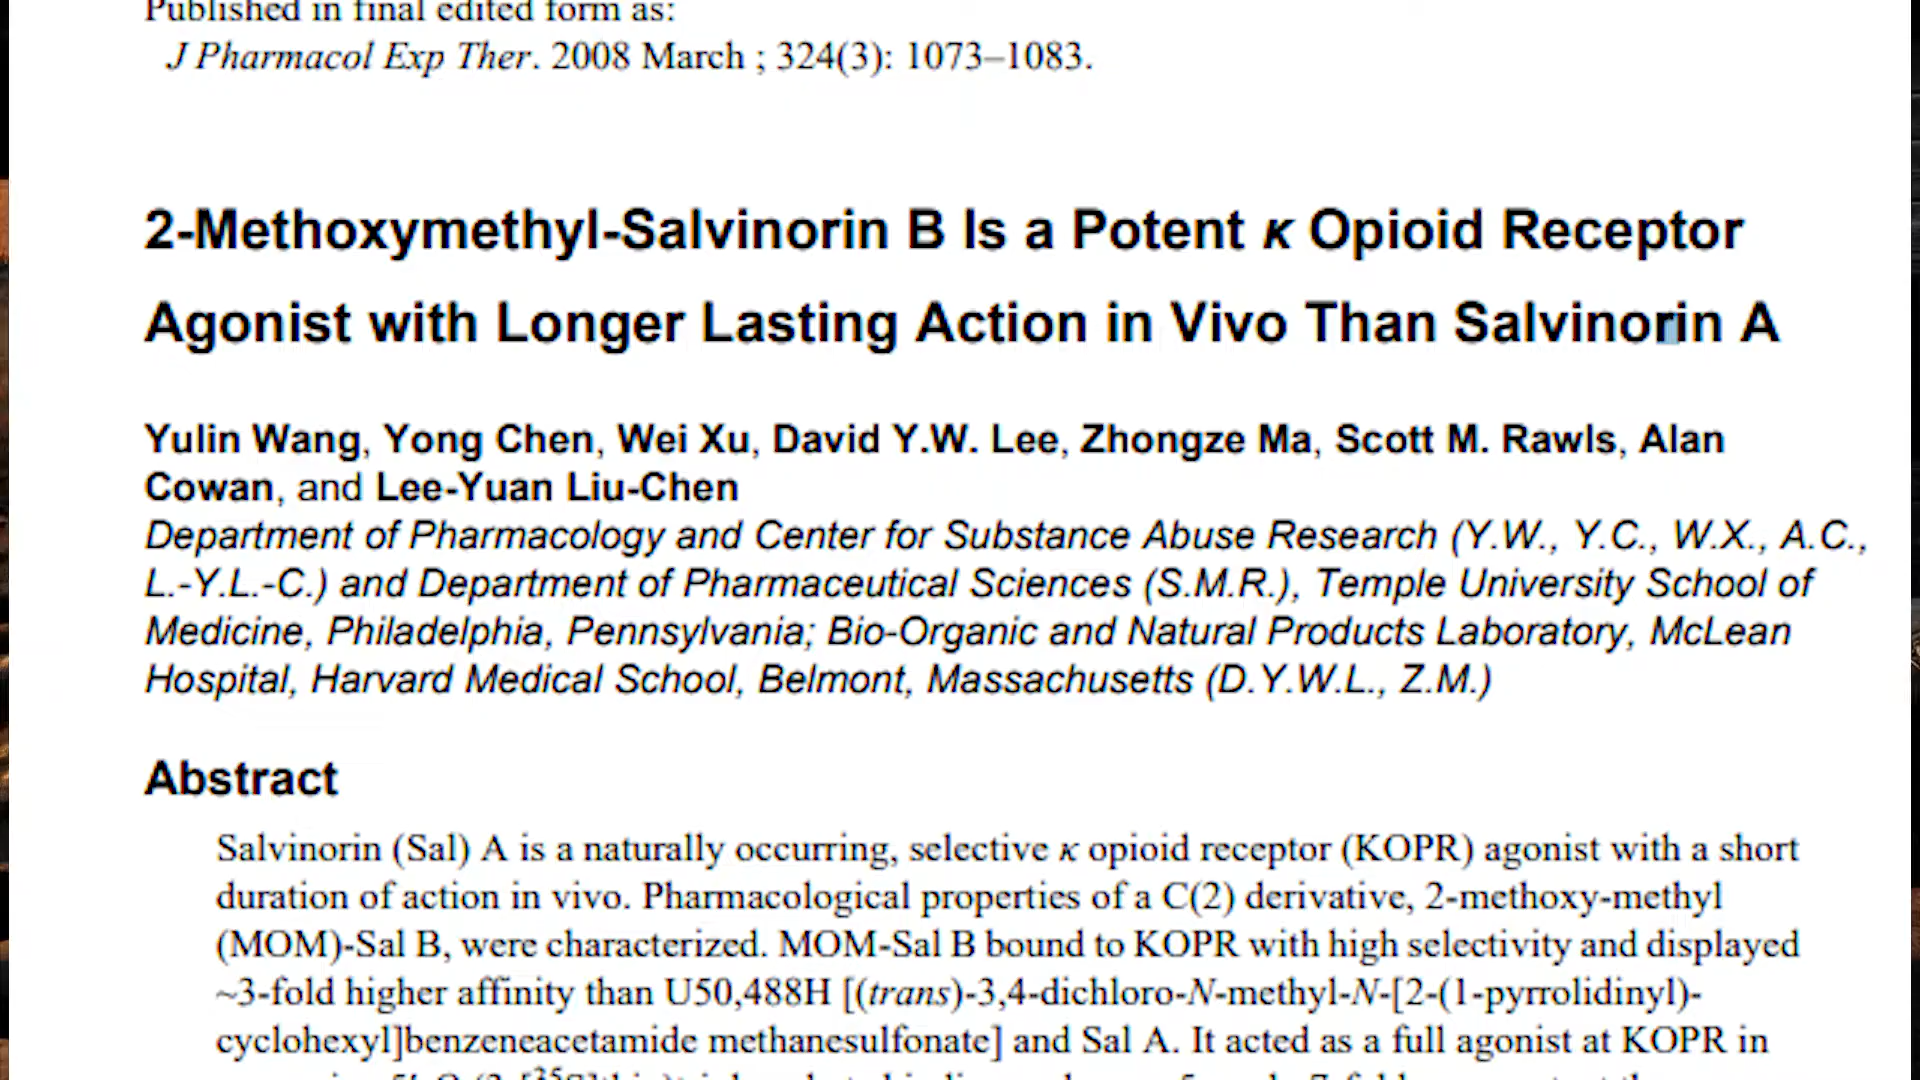 Published in final edited form as:
J Pharmacol Exp Ther. 2008 March ; 324(3): 1073–1083.
2-Methoxymethyl-Salvinorin B Is a Potent κ Opioid Receptor
Agonist with Longer Lasting Action in Vivo Than Salvinorin A
Yulin Wang, Yong Chen, Wei Xu, David Y.W. Lee, Zhongze Ma, Scott M. Rawls, Alan
Cowan, and Lee-Yuan Liu-Chen
Department of Pharmacology and Center for Substance Abuse Research (Y.W., Y.C., W.X., A.C.,
L.-Y.L.-C.) and Department of Pharmaceutical Sciences (S.M.R.), Temple University School of
Medicine, Philadelphia, Pennsylvania; Bio-Organic and Natural Products Laboratory, McLean
Hospital, Harvard Medical School, Belmont, Massachusetts (D.Y.W.L., Z.M.)
Abstract
Salvinorin (Sal) A is a naturally occurring, selective κ opioid receptor (KOPR) agonist with a short
duration of action in vivo. Pharmacological properties of a C(2) derivative, 2-methoxy-methyl
(MOM)-Sal B, were characterized. MOM-Sal B bound to KOPR with high selectivity and displayed
~3-fold higher affinity than U50,488H [(trans)-3,4-dichloro-N-methyl-N-[2-(1-pyrrolidinyl)-
cyclohexyl]benzeneacetamide methanesulfonate] and Sal A. It acted as a full agonist at KOPR in